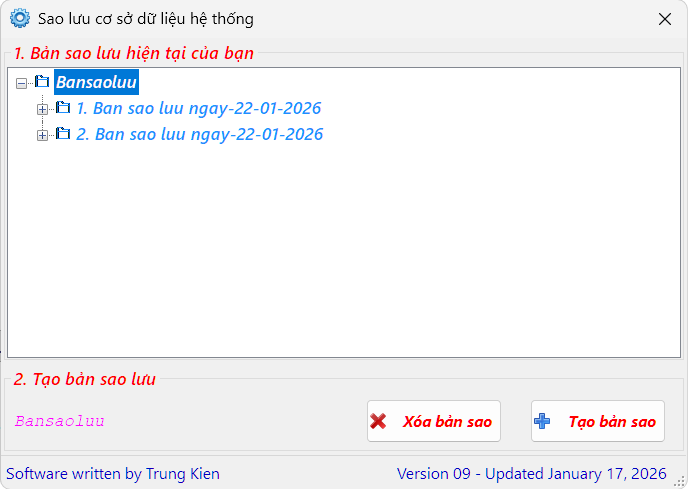 Sao lưu cơ sở dữ liệu hệ thống
1. Bản sao lưu hiện tại của bạn
Bansaoluu
1. Ban sao luu ngay-22-01-2026
2. Ban sao luu ngay-22-01-2026
2. Tạo bản sao lưu
Bansaoluu
Xóa bản sao
Tạo bản sao
Software written by Trung Kien
Version 09 - Updated January 17, 2026